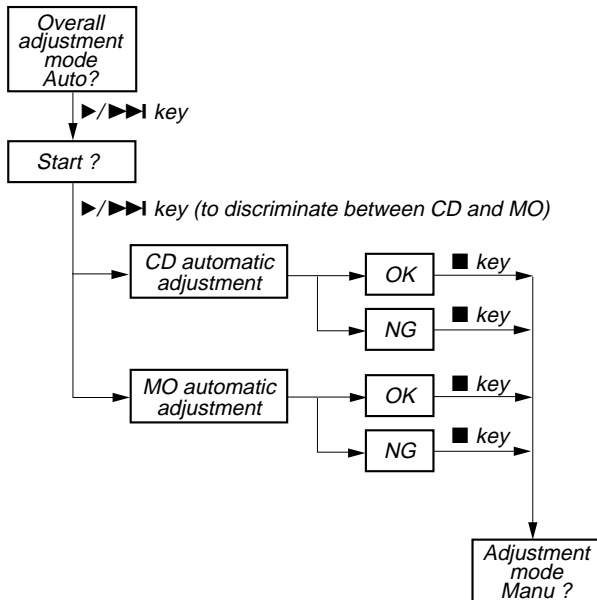 Overall
adjustment
mode
Auto?
▶/▶▶I key
Start ?
▶/▶▶I key (to discriminate between CD and MO)
CD automatic
adjustment
OK
■ key
NG
■ key
MO automatic
adjustment
OK
■ key
NG
■ key
Adjustment
mode
Manu ?